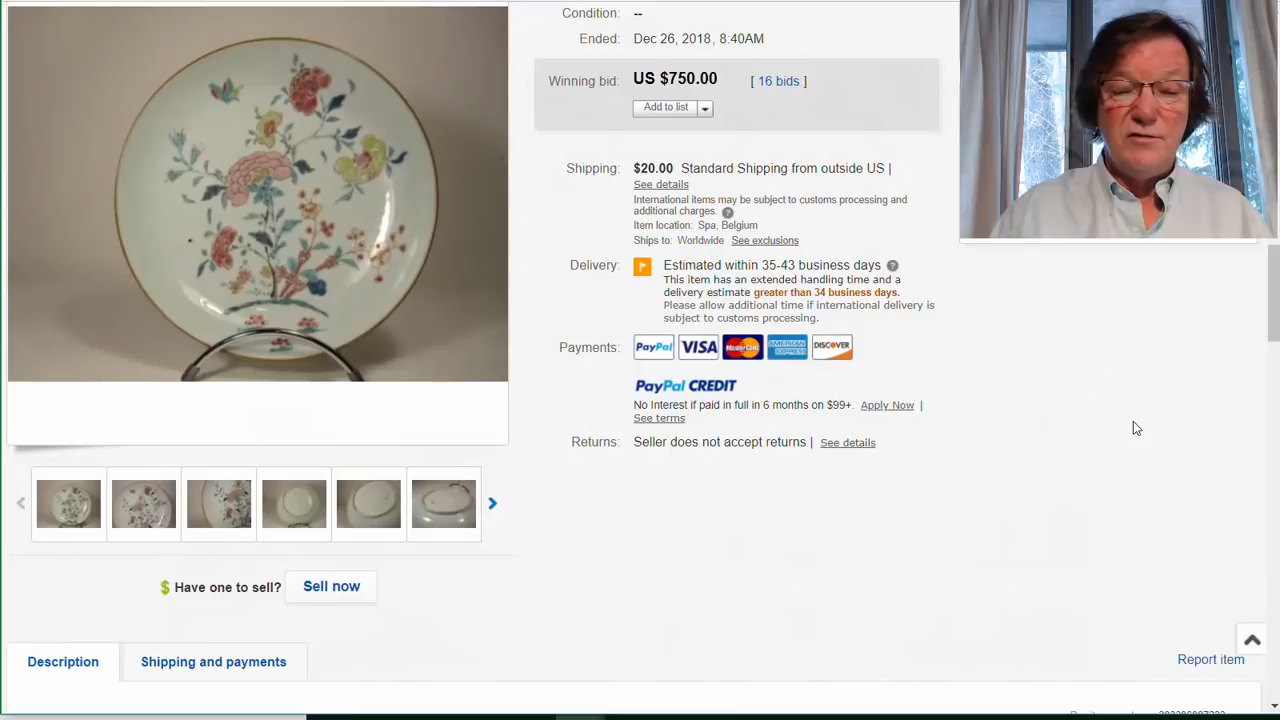 Condition: --
Ended: Dec 26, 2018, 8:40AM
Winning bid: US $750.00 [ 16 bids ]
Add to list
Shipping: $20.00 Standard Shipping from outside US |
See details
International items may be subject to customs processing and
additional charges. ?
Item location: Spa, Belgium
Ships to: Worldwide See exclusions
Delivery: Estimated within 35-43 business days ?
This item has an extended handling time and a
delivery estimate greater than 34 business days.
Please allow additional time if international delivery is
subject to customs processing.
Payments: PayPal VISA MasterCard AMERICAN EXPRESS DISCOVER
PayPal CREDIT
No Interest if paid in full in 6 months on $99+. Apply Now |
See terms
Returns: Seller does not accept returns | See details
$ Have one to sell? Sell now
Description
Shipping and payments
Report item